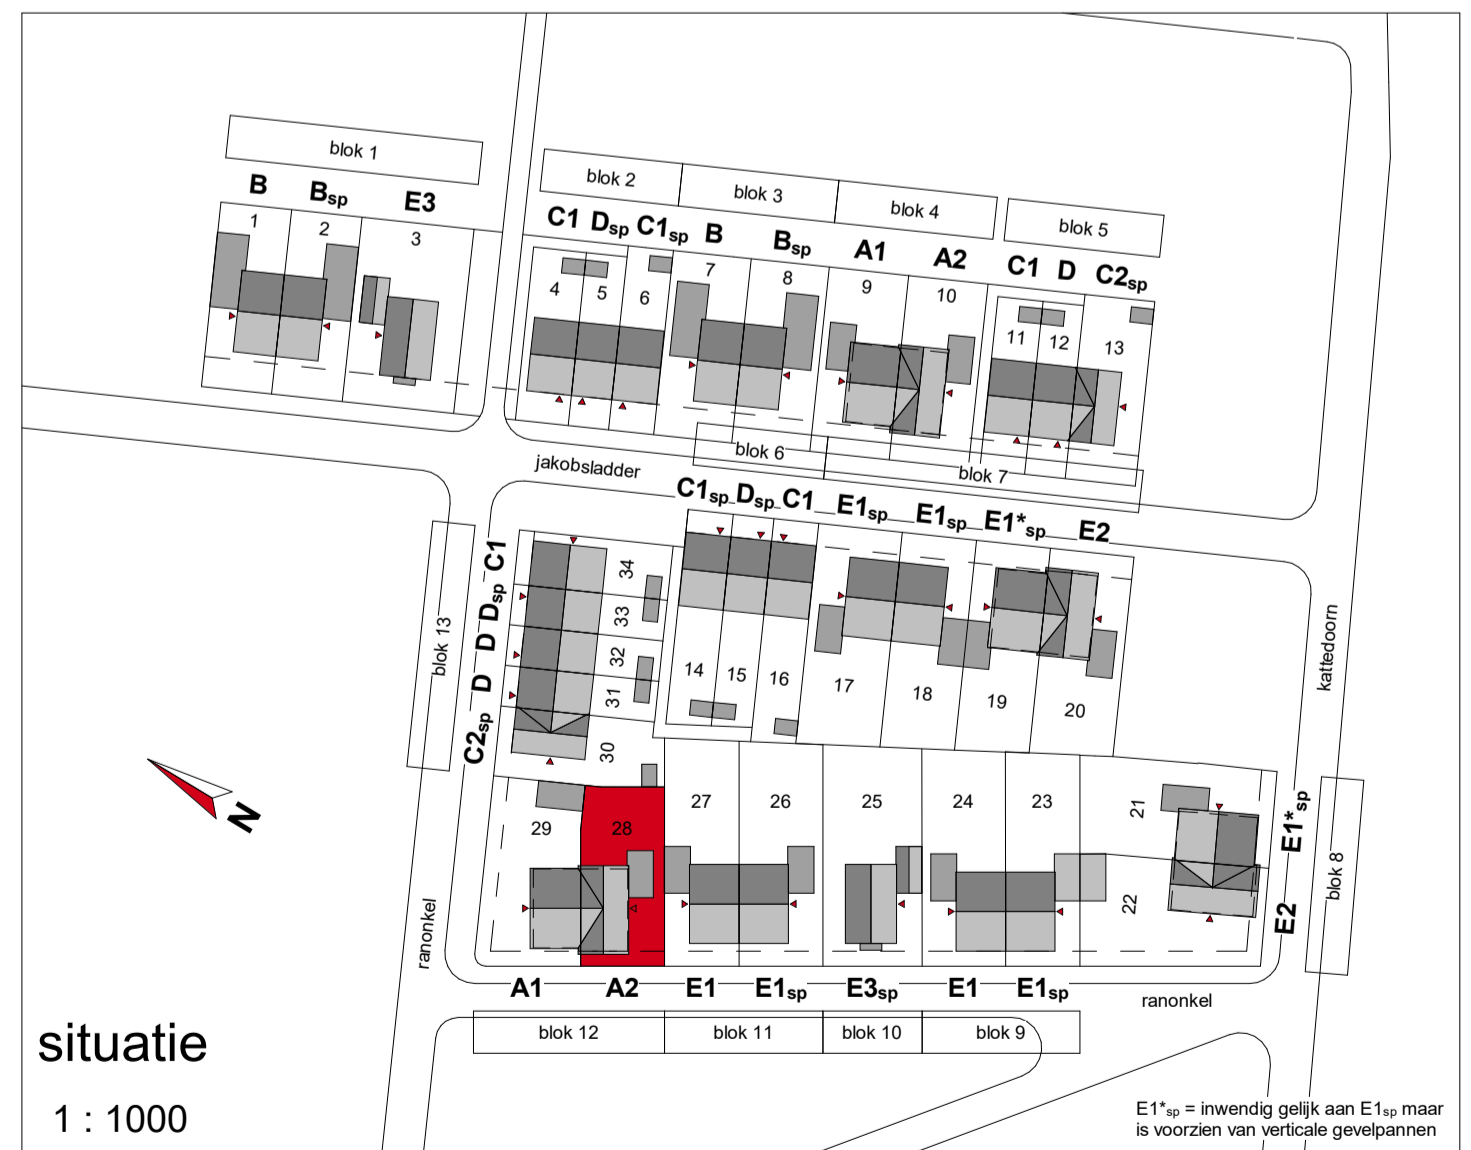 blok 1
B Bsp E3
1 2 3
blok 2 blok 3 blok 4 blok 5
C1 Dsp C1sp B Bsp A1 A2 C1 D C2sp
4 5 6 7 8 9 10 11 12 13
jakobsladder
blok 6 blok 7
C1sp Dsp C1 E1sp E1sp E1*sp E2
14 15 16 17 18 19 20
blok 13
C2sp D D Dsp C1
34
33
32
31
30
kattedoorn
N
29 28 27 26 25 24 23 22 21
E2 E1*sp
blok 8
ranonkel
A1 A2 E1 E1sp E3sp E1 E1sp
ranonkel
blok 12 blok 11 blok 10 blok 9
situatie
1 : 1000
E1*sp = inwendig gelijk aan E1sp maar
is voorzien van verticale gevelpannen